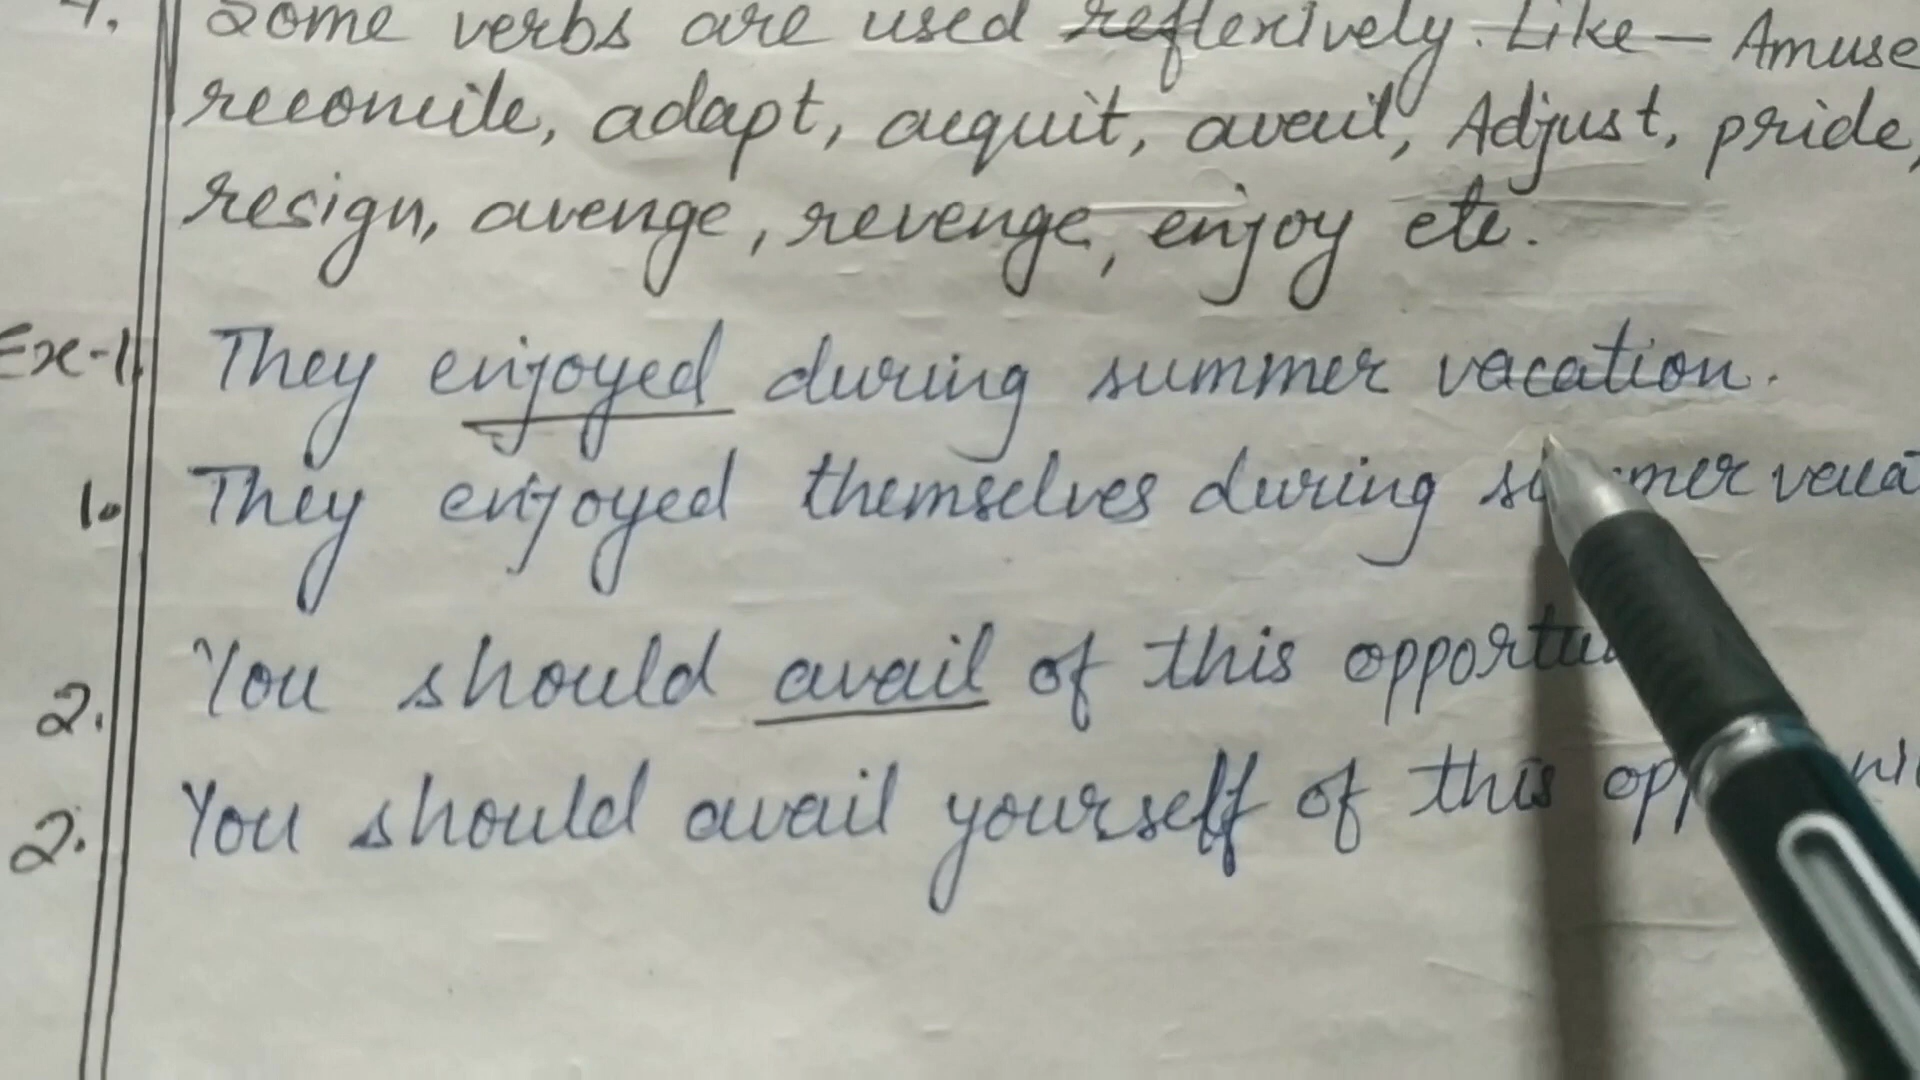 4. Some verbs are used reflexively. Like — Amuse
reconcile, adapt, acquit, avail, Adjust, pride,
resign, avenge, revenge, enjoy etc.
Ex-1. They enjoyed during summer vacation.
1. They enjoyed themselves during summer
2. You should avail of this
2. You should avail yourself of this